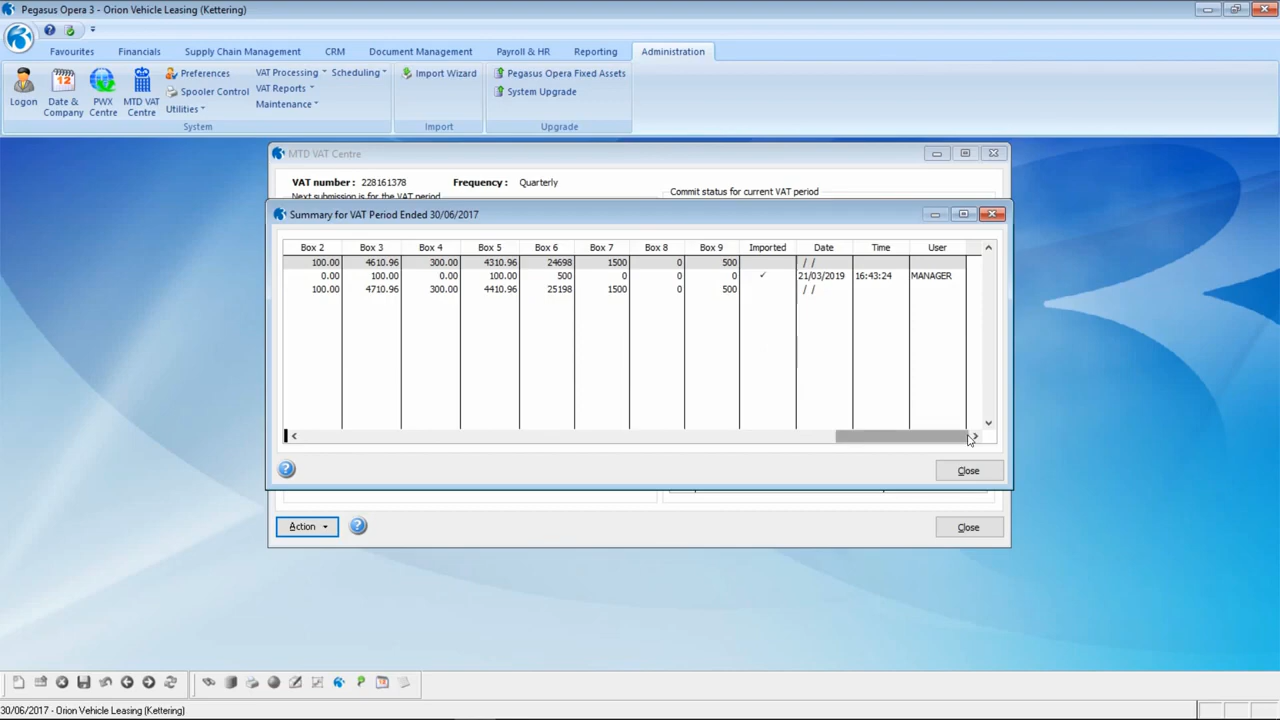 Pegasus Opera 3 - Orion Vehicle Leasing (Kettering)
Favourites Financials Supply Chain Management CRM Document Management Payroll & HR Reporting Administration
Logon
Date & Company
PWX Centre
MTD VAT Centre
Preferences
Spooler Control
Utilities
VAT Processing
VAT Reports
Maintenance
Scheduling
System
Import Wizard
Import
Pegasus Opera Fixed Assets
System Upgrade
Upgrade
MTD VAT Centre
VAT number : 228161378 Frequency : Quarterly
Next submission is for the VAT period
Commit status for current VAT period
Summary for VAT Period Ended 30/06/2017
Box 2 Box 3 Box 4 Box 5 Box 6 Box 7 Box 8 Box 9 Imported Date Time User
100.00 4610.96 300.00 4310.96 24698 1500 0 500 / /
0.00 100.00 0.00 100.00 500 0 0 0 ✓ 21/03/2019 16:43:24 MANAGER
100.00 4710.96 300.00 4410.96 25198 1500 0 500 / /
Close
Action
Close
30/06/2017 - Orion Vehicle Leasing (Kettering)